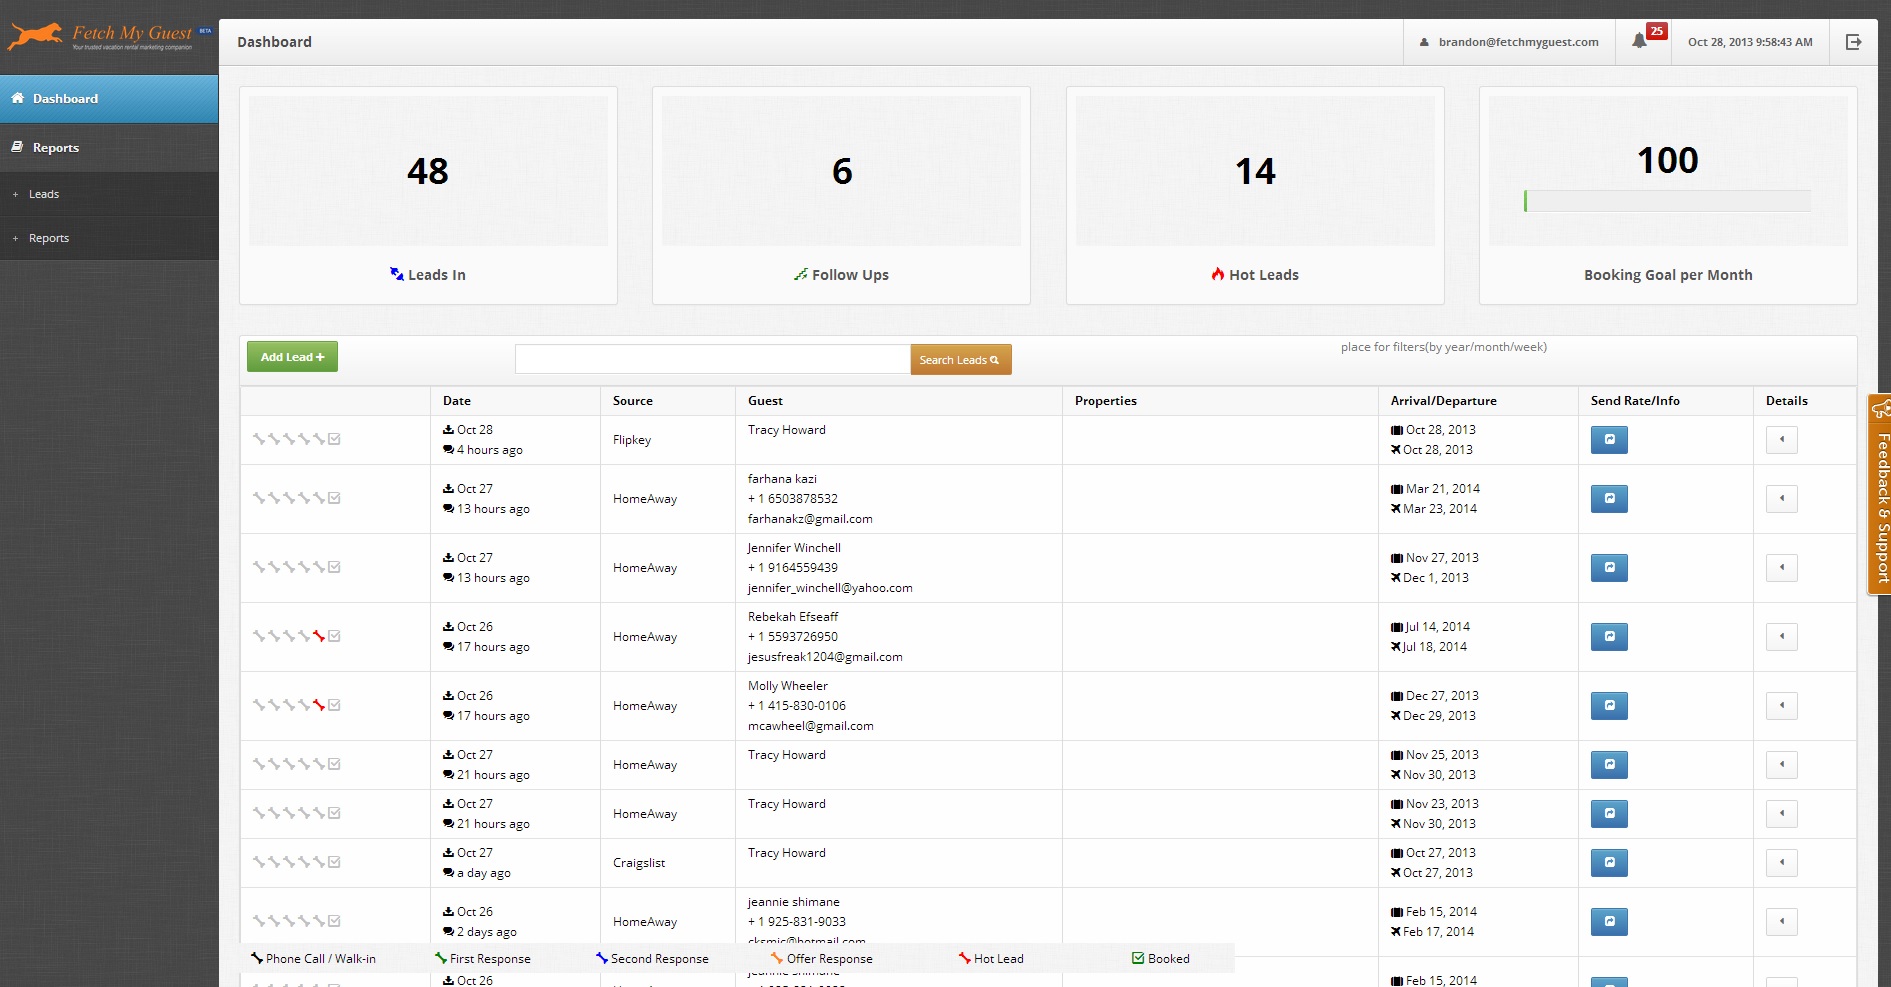 Fetch My Guest BETA
Your trusted vacation rental marketing companion
Dashboard
Reports
+ Leads
+ Reports
Dashboard
brandon@fetchmyguest.com
25
Oct 28, 2013 9:58:43 AM
48
Leads In
6
Follow Ups
14
Hot Leads
100
Booking Goal per Month
Add Lead +
Search Leads
place for filters(by year/month/week)
Date Source Guest Properties Arrival/Departure Send Rate/Info Details
Oct 28
4 hours ago
Flipkey
Tracy Howard
Oct 28, 2013
Oct 28, 2013
Oct 27
13 hours ago
HomeAway
farhana kazi
+ 1 6503878532
farhanakz@gmail.com
Mar 21, 2014
Mar 23, 2014
Oct 27
13 hours ago
HomeAway
Jennifer Winchell
+ 1 9164559439
jennifer_winchell@yahoo.com
Nov 27, 2013
Dec 1, 2013
Oct 26
17 hours ago
HomeAway
Rebekah Efseaff
+ 1 5593726950
jesusfreak1204@gmail.com
Jul 14, 2014
Jul 18, 2014
Oct 26
17 hours ago
HomeAway
Molly Wheeler
+ 1 415-830-0106
mcawheel@gmail.com
Dec 27, 2013
Dec 29, 2013
Oct 27
21 hours ago
HomeAway
Tracy Howard
Nov 25, 2013
Nov 30, 2013
Oct 27
21 hours ago
HomeAway
Tracy Howard
Nov 23, 2013
Nov 30, 2013
Oct 27
a day ago
Craigslist
Tracy Howard
Oct 27, 2013
Oct 27, 2013
Oct 26
2 days ago
HomeAway
jeannie shimane
+ 1 925-831-9033
cksmic@hotmail.com
Feb 15, 2014
Feb 17, 2014
Phone Call / Walk-in First Response Second Response Offer Response Hot Lead Booked
Oct 26
jeannie shimane
Feb 15, 2014
Feedback & Support